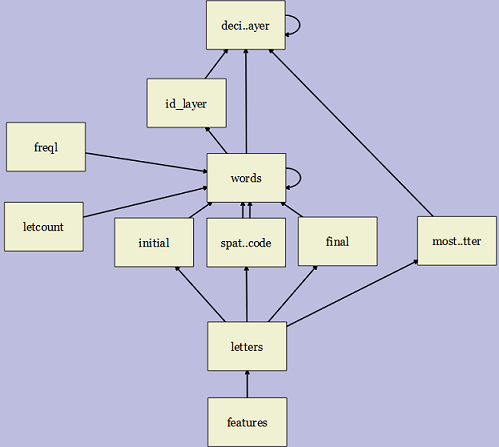 deci..ayer
id_layer
freql
words
letcount
initial
spat..code
final
most..tter
letters
features